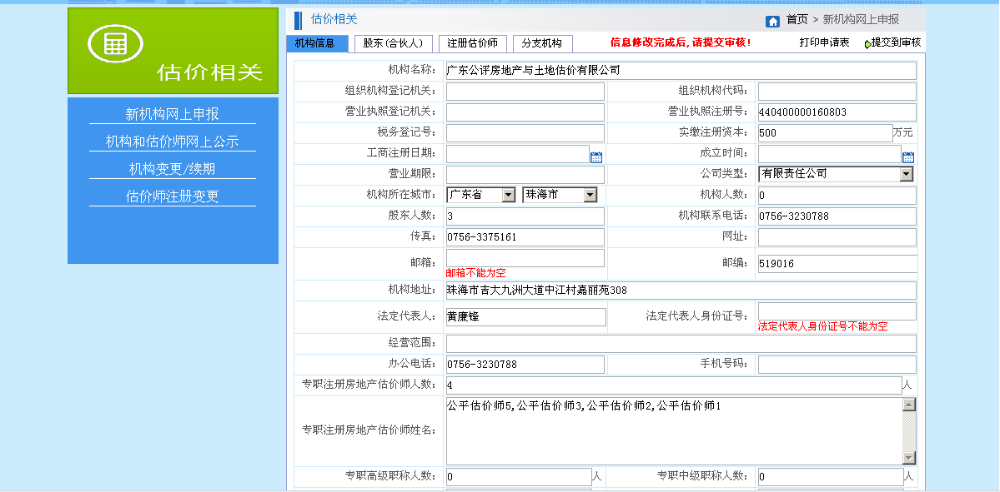 估价相关
新机构网上申报
机构和估价师网上公示
机构变更/续期
估价师注册变更
估价相关
首页 > 新机构网上申报
机构信息 股东(合伙人) 注册估价师 分支机构 信息修改完成后,请提交审核! 打印申请表 提交到审核
机构名称: 广东公评房地产与土地估价有限公司
组织机构登记机关: 组织机构代码:
营业执照登记机关: 营业执照注册号: 440400000160803
税务登记号: 实缴注册资本: 500 万元
工商注册日期: 成立时间:
营业期限: 公司类型: 有限责任公司
机构所在城市: 广东省 珠海市 机构人数: 0
股东人数: 3 机构联系电话: 0756-3230788
传真: 0756-3375161 网址:
邮箱: 邮箱不能为空 邮编: 519016
机构地址: 珠海市吉大九洲大道中江村嘉丽苑308
法定代表人: 黄廉锋 法定代表人身份证号: 法定代表人身份证号不能为空
经营范围:
办公电话: 0756-3230788 手机号码:
专职注册房地产估价师人数: 4 人
专职注册房地产估价师姓名: 公平估价师5,公平估价师3,公平估价师2,公平估价师1
专职高级职称人数: 0 人 专职中级职称人数: 0 人